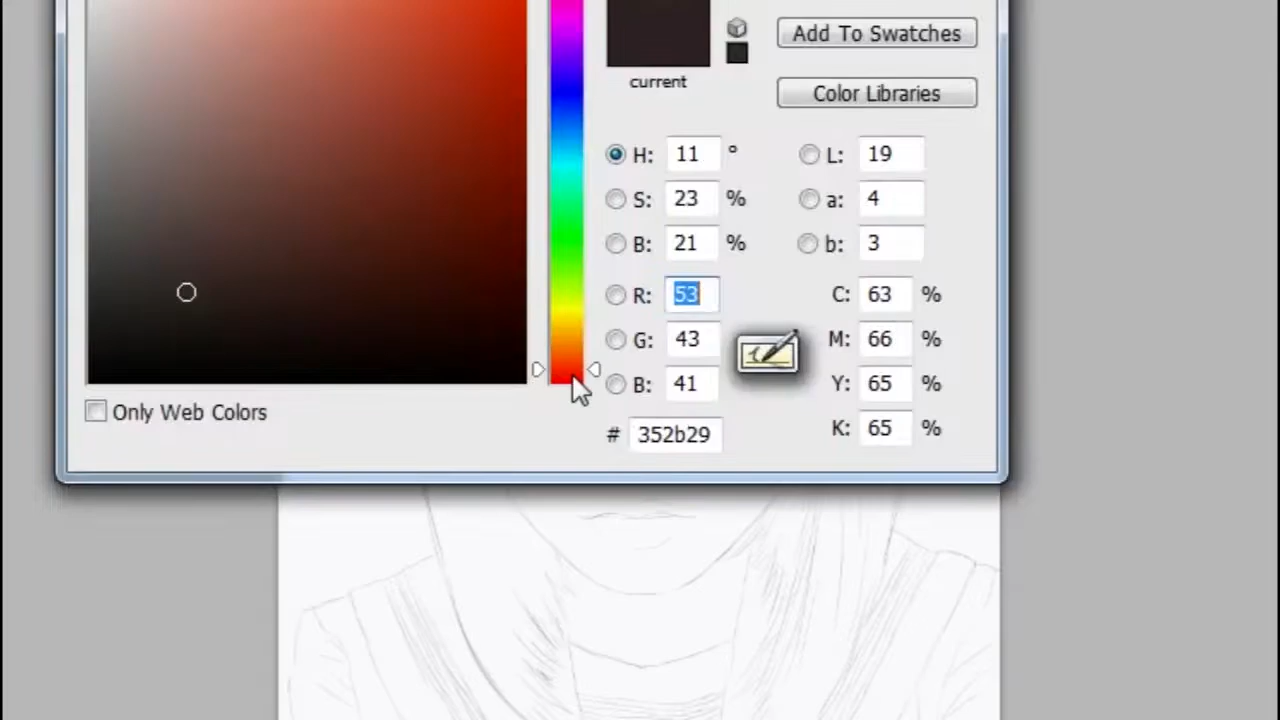 Add To Swatches
current
Color Libraries
H: 11 ° L: 19
S: 23 % a: 4
B: 21 % b: 3
R: 53 C: 63 %
G: 43 M: 66 %
B: 41 Y: 65 %
Only Web Colors
# 352b29 K: 65 %